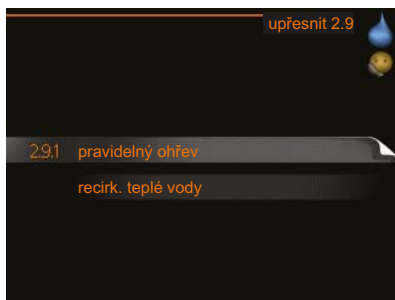 upřesnit 2.9
2.9.1 pravidelný ohřev
recirk. teplé vody